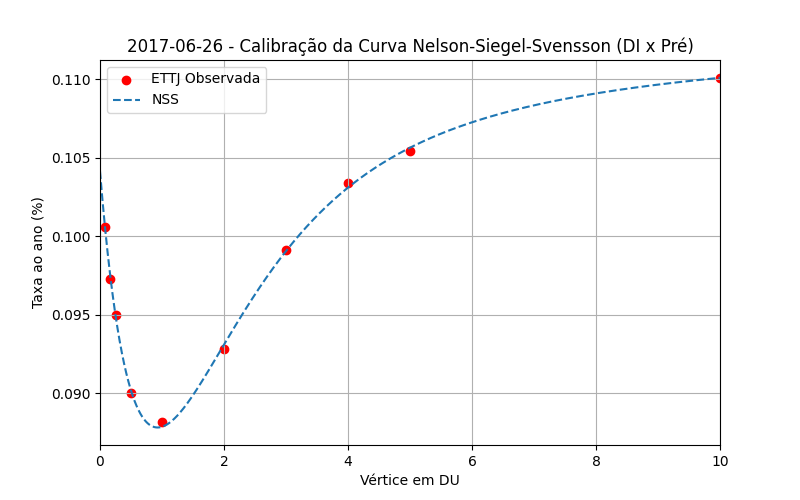 2017-06-26 - Calibração da Curva Nelson-Siegel-Svensson (DI x Pré)
ETTJ Observada
NSS
Taxa ao ano (%)
0.110
0.105
0.100
0.095
0.090
0 2 4 6 8 10
Vértice em DU